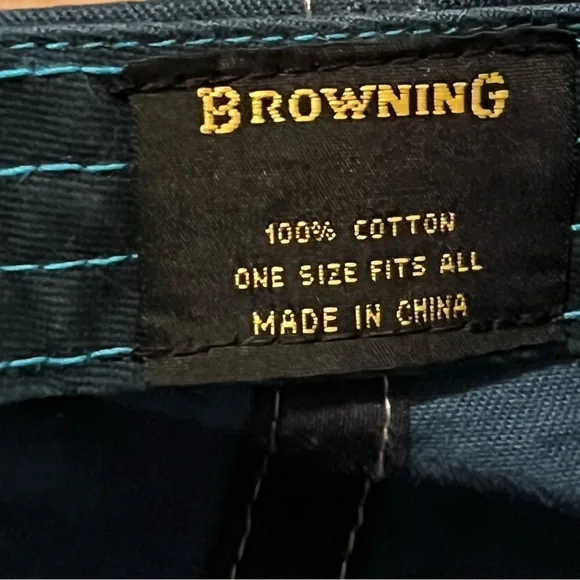 BROWNING
100% COTTON
ONE SIZE FITS ALL
MADE IN CHINA